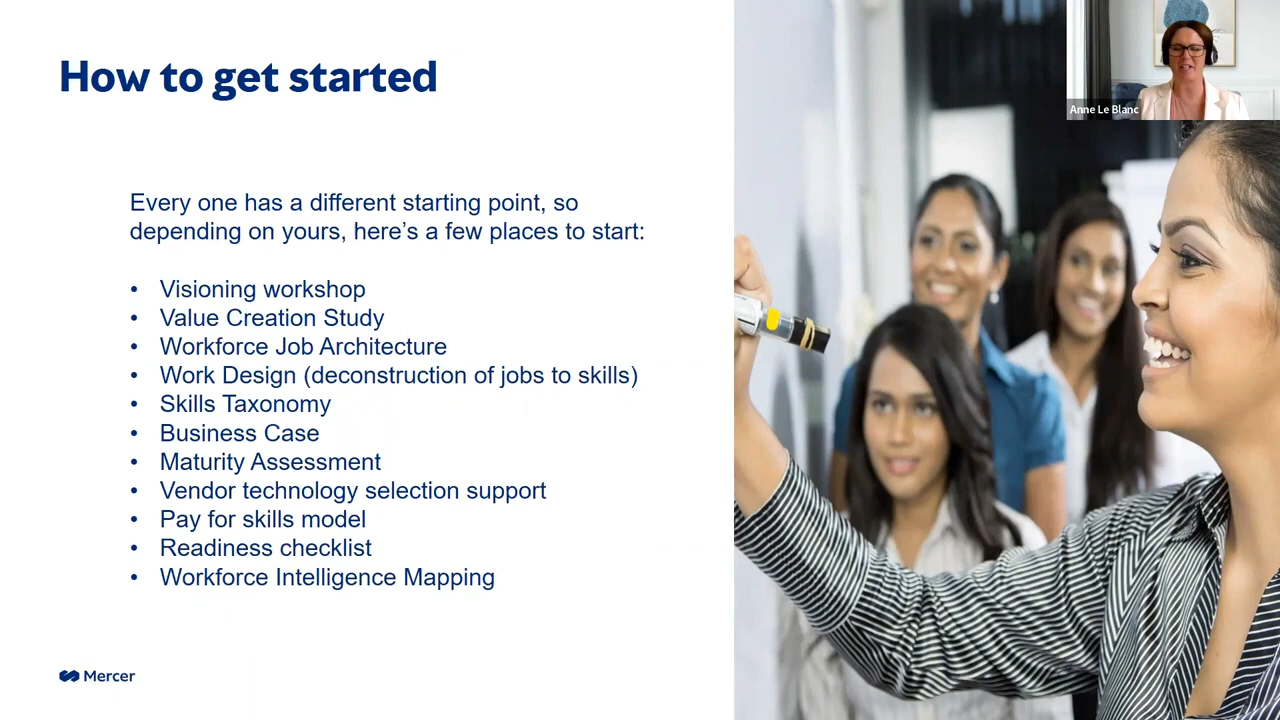 How to get started
Anne Le Blanc
Every one has a different starting point, so
depending on yours, here's a few places to start:
• Visioning workshop
• Value Creation Study
• Workforce Job Architecture
• Work Design (deconstruction of jobs to skills)
• Skills Taxonomy
• Business Case
• Maturity Assessment
• Vendor technology selection support
• Pay for skills model
• Readiness checklist
• Workforce Intelligence Mapping
Mercer